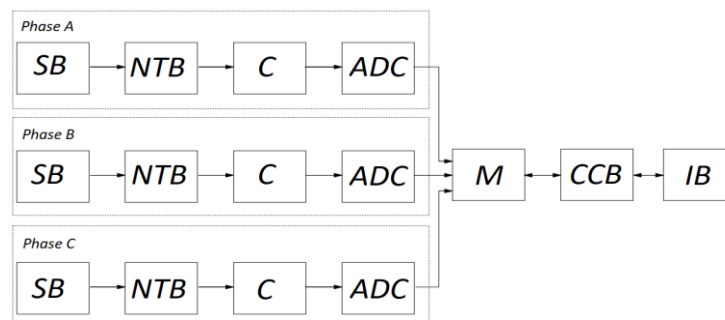 Phase A
SB NTB C ADC
Phase B
SB NTB C ADC M CCB IB
Phase C
SB NTB C ADC